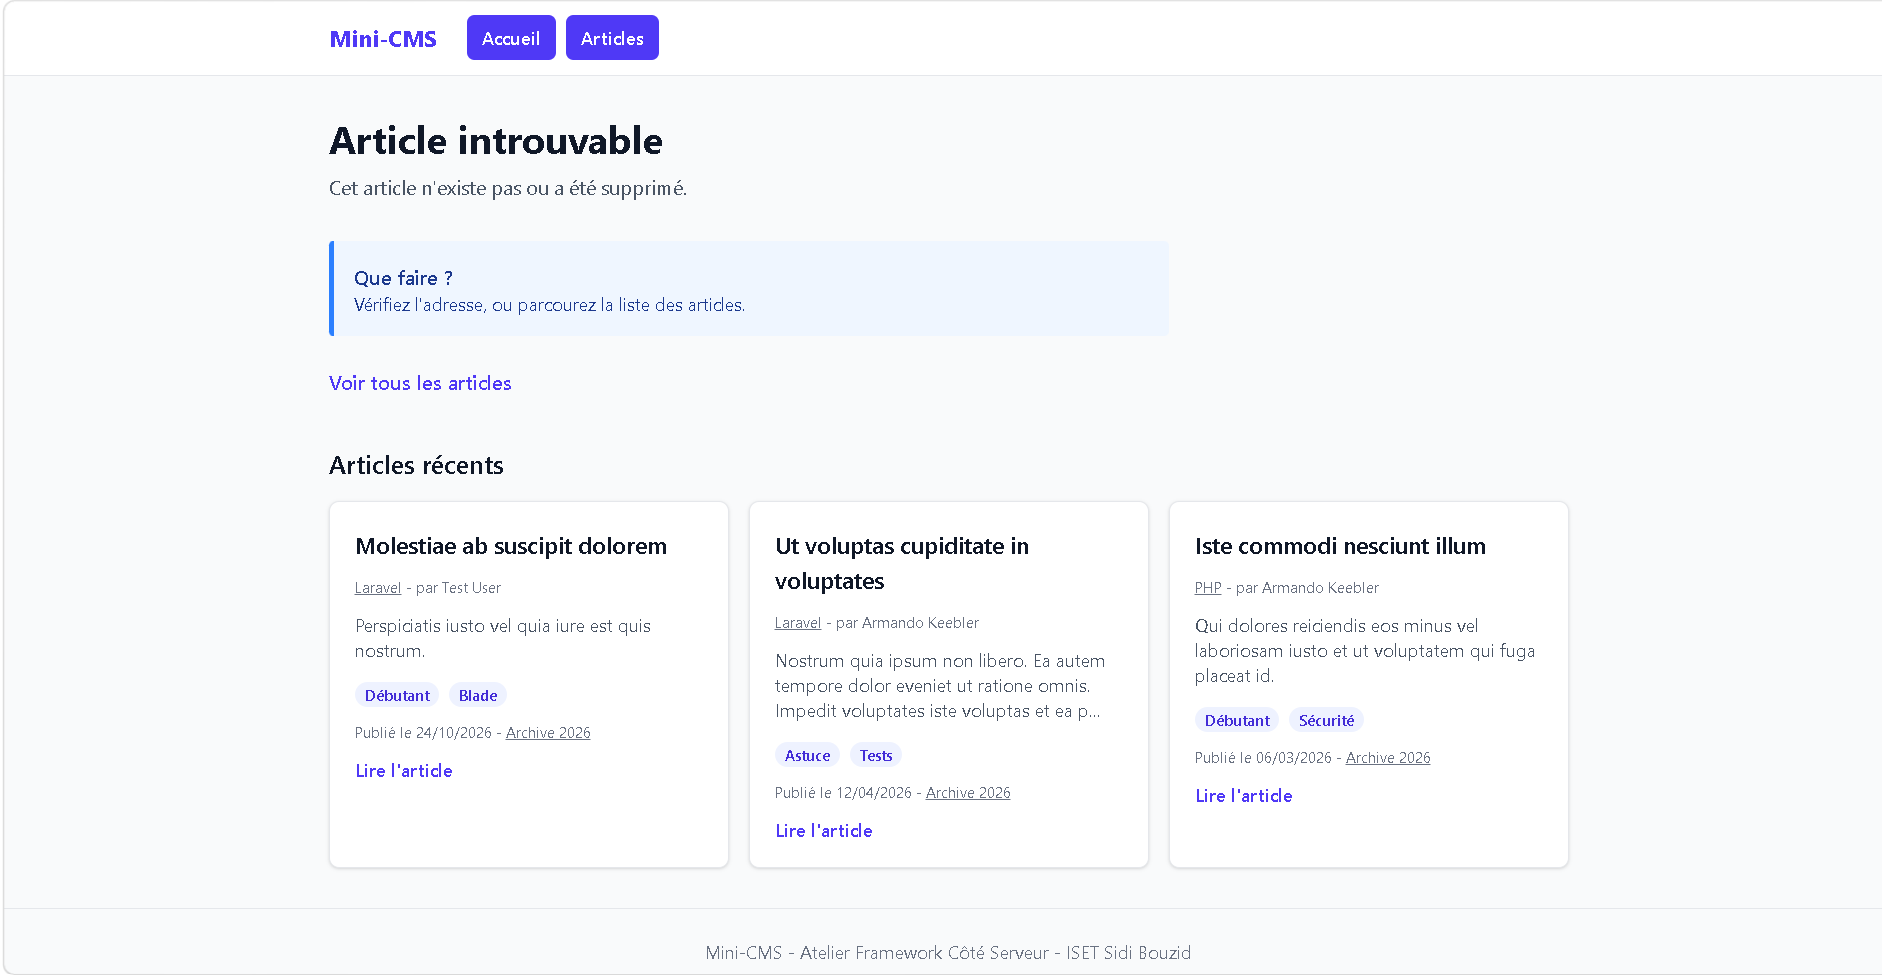 Mini-CMS Accueil Articles
Article introuvable
Cet article n'existe pas ou a été supprimé.
Que faire ?
Vérifiez l'adresse, ou parcourez la liste des articles.
Voir tous les articles
Articles récents
Molestiae ab suscipit dolorem
Laravel - par Test User
Perspiciatis iusto vel quia iure est quis
nostrum.
Débutant Blade
Publié le 24/10/2026 - Archive 2026
Lire l'article
Ut voluptas cupiditate in
voluptates
Laravel - par Armando Keebler
Nostrum quia ipsum non libero. Ea autem
tempore dolor eveniet ut ratione omnis.
Impedit voluptates iste voluptas et ea p...
Astuce Tests
Publié le 12/04/2026 - Archive 2026
Lire l'article
Iste commodi nesciunt illum
PHP - par Armando Keebler
Qui dolores reiciendis eos minus vel
laboriosam iusto et ut voluptatem qui fuga
placeat id.
Débutant Sécurité
Publié le 06/03/2026 - Archive 2026
Lire l'article
Mini-CMS - Atelier Framework Côté Serveur - ISET Sidi Bouzid